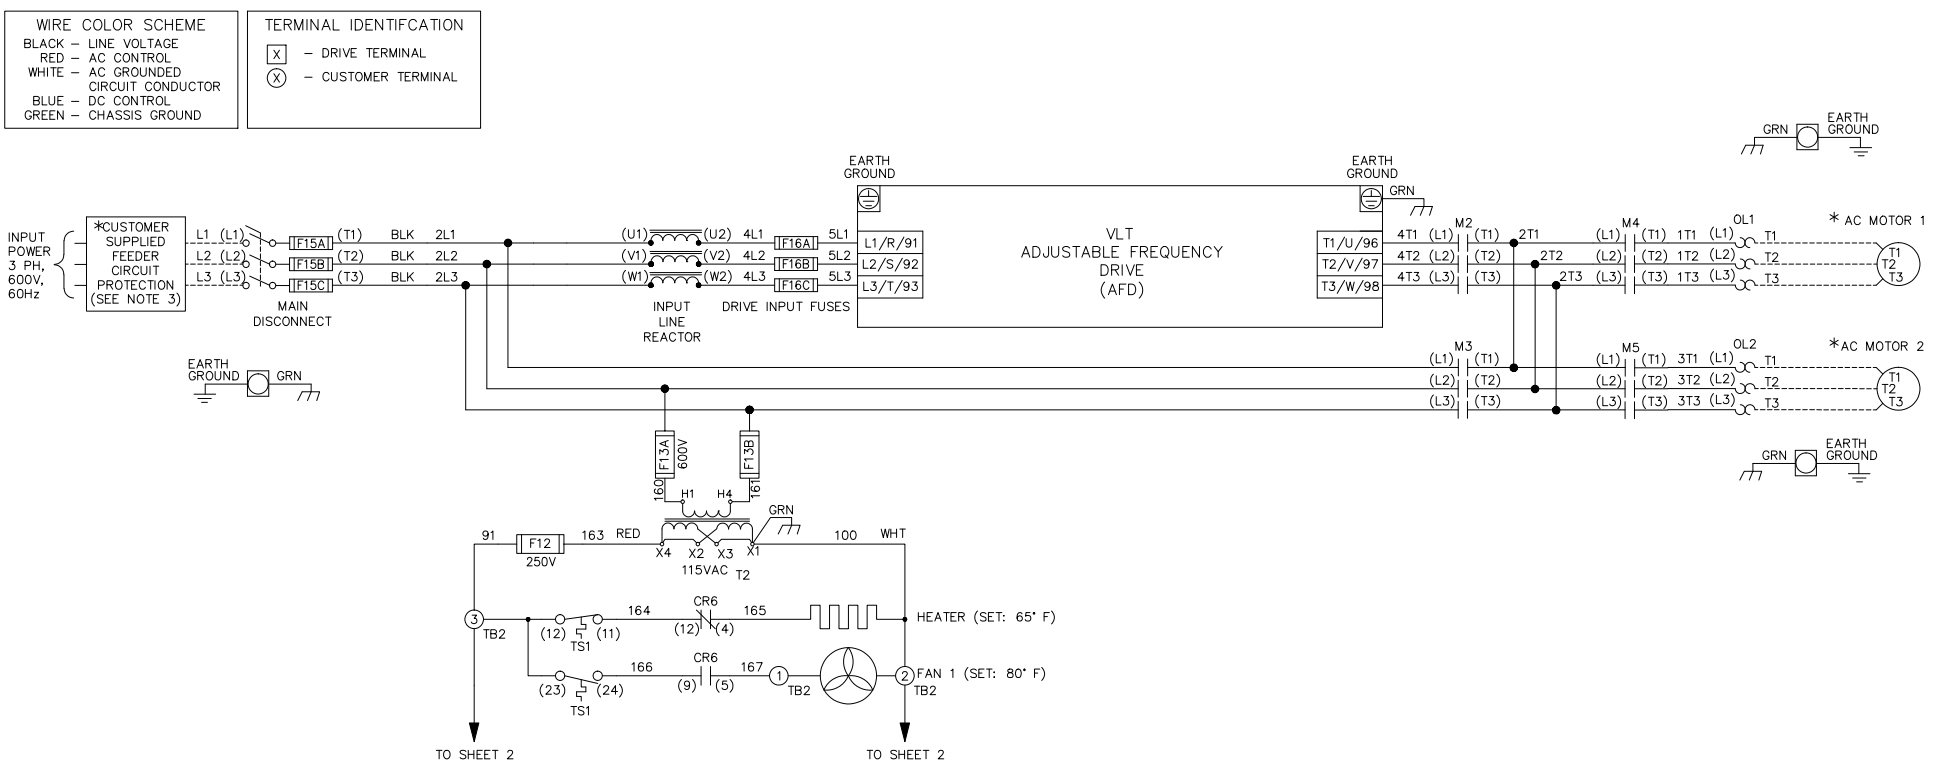 WIRE COLOR SCHEME
BLACK – LINE VOLTAGE
RED – AC CONTROL
WHITE – AC GROUNDED
CIRCUIT CONDUCTOR
BLUE – DC CONTROL
GREEN – CHASSIS GROUND
TERMINAL IDENTIFCATION
X – DRIVE TERMINAL
X – CUSTOMER TERMINAL
INPUT
POWER
3 PH,
600V,
60Hz
*CUSTOMER
SUPPLIED
FEEDER
CIRCUIT
PROTECTION
(SEE NOTE 3)
L1 (L1) F15A (T1) BLK 2L1 (U1) (U2) 4L1 F16A 5L1
L2 (L2) F15B (T2) BLK 2L2 (V1) (V2) 4L2 F16B 5L2
L3 (L3) F15C (T3) BLK 2L3 (W1) (W2) 4L3 F16C 5L3
MAIN
DISCONNECT
INPUT
LINE
REACTOR
DRIVE INPUT FUSES
EARTH
GROUND
L1/R/91
L2/S/92
L3/T/93
VLT
ADJUSTABLE FREQUENCY
DRIVE
(AFD)
EARTH
GROUND
GRN
T1/U/96
T2/V/97
T3/W/98
M2 M4 OL1 * AC MOTOR 1
4T1 (L1) (T1) 2T1 (L1) (T1) 1T1 (L1) T1
4T2 (L2) (T2) 2T2 (L2) (T2) 1T2 (L2) T2
4T3 (L3) (T3) 2T3 (L3) (T3) 1T3 (L3) T3
T1
T2
T3
GRN
EARTH
GROUND
M3 M5 OL2 *AC MOTOR 2
(L1) (T1) (L1) (T1) 3T1 (L1) T1
(L2) (T2) (L2) (T2) 3T2 (L2) T2
(L3) (T3) (L3) (T3) 3T3 (L3) T3
T1
T2
T3
GRN
EARTH
GROUND
EARTH
GROUND
GRN
F13A
600V
F13B
160
161
H1 H4
GRN
91 F12 163 RED
250V
X4 X2 X3 X1
100 WHT
115VAC T2
3
TB2
(12) (11)
TS1
164
CR6
(12) (4)
165
HEATER (SET: 65° F)
(23) (24)
TS1
166
CR6
(9) (5)
167
1
TB2
2
TB2
FAN 1 (SET: 80° F)
TO SHEET 2
TO SHEET 2